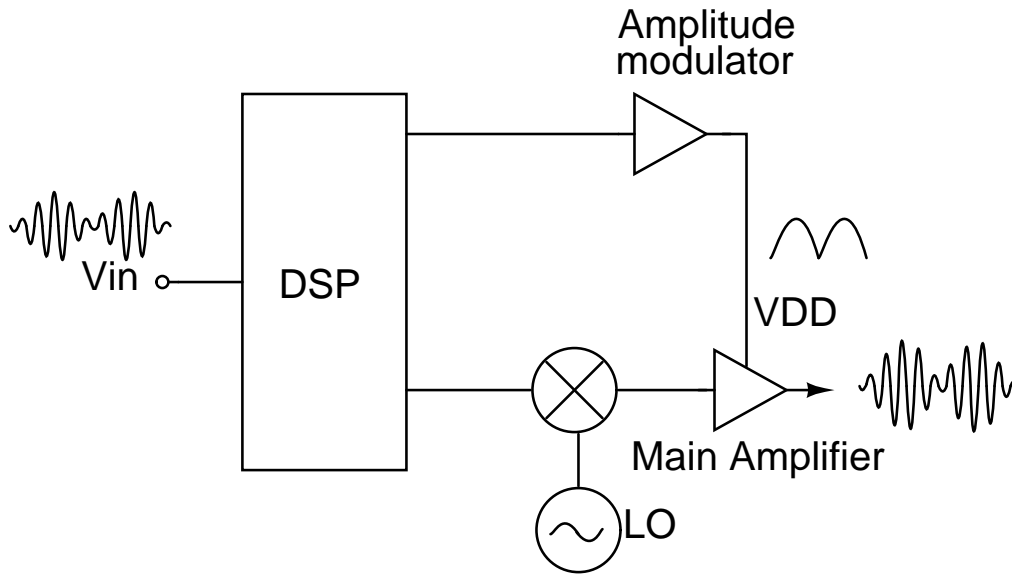 Amplitude
modulator
Vin
DSP
VDD
Main Amplifier
LO